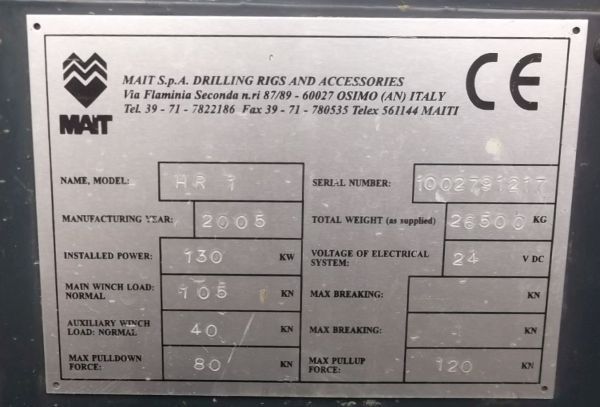 MAIT
MAIT S.p.A. DRILLING RIGS AND ACCESSORIES
Via Flaminia Seconda n.ri 87/89 - 60027 OSIMO (AN) ITALY
Tel. 39 - 71 - 7822186 Fax 39 - 71 - 780535 Telex 561144 MAITI
CE
NAME, MODEL: HR 1
SERIAL NUMBER: 1002791217
MANUFACTURING YEAR: 2005
TOTAL WEIGHT (as supplied) 26500 KG
INSTALLED POWER: 130 KW
VOLTAGE OF ELECTRICAL
SYSTEM: 24 V DC
MAIN WINCH LOAD:
NORMAL 105 KN
MAX BREAKING: KN
AUXILIARY WINCH
LOAD: NORMAL 40 KN
MAX BREAKING: KN
MAX PULLDOWN
FORCE: 80 KN
MAX PULLUP
FORCE: 120 KN